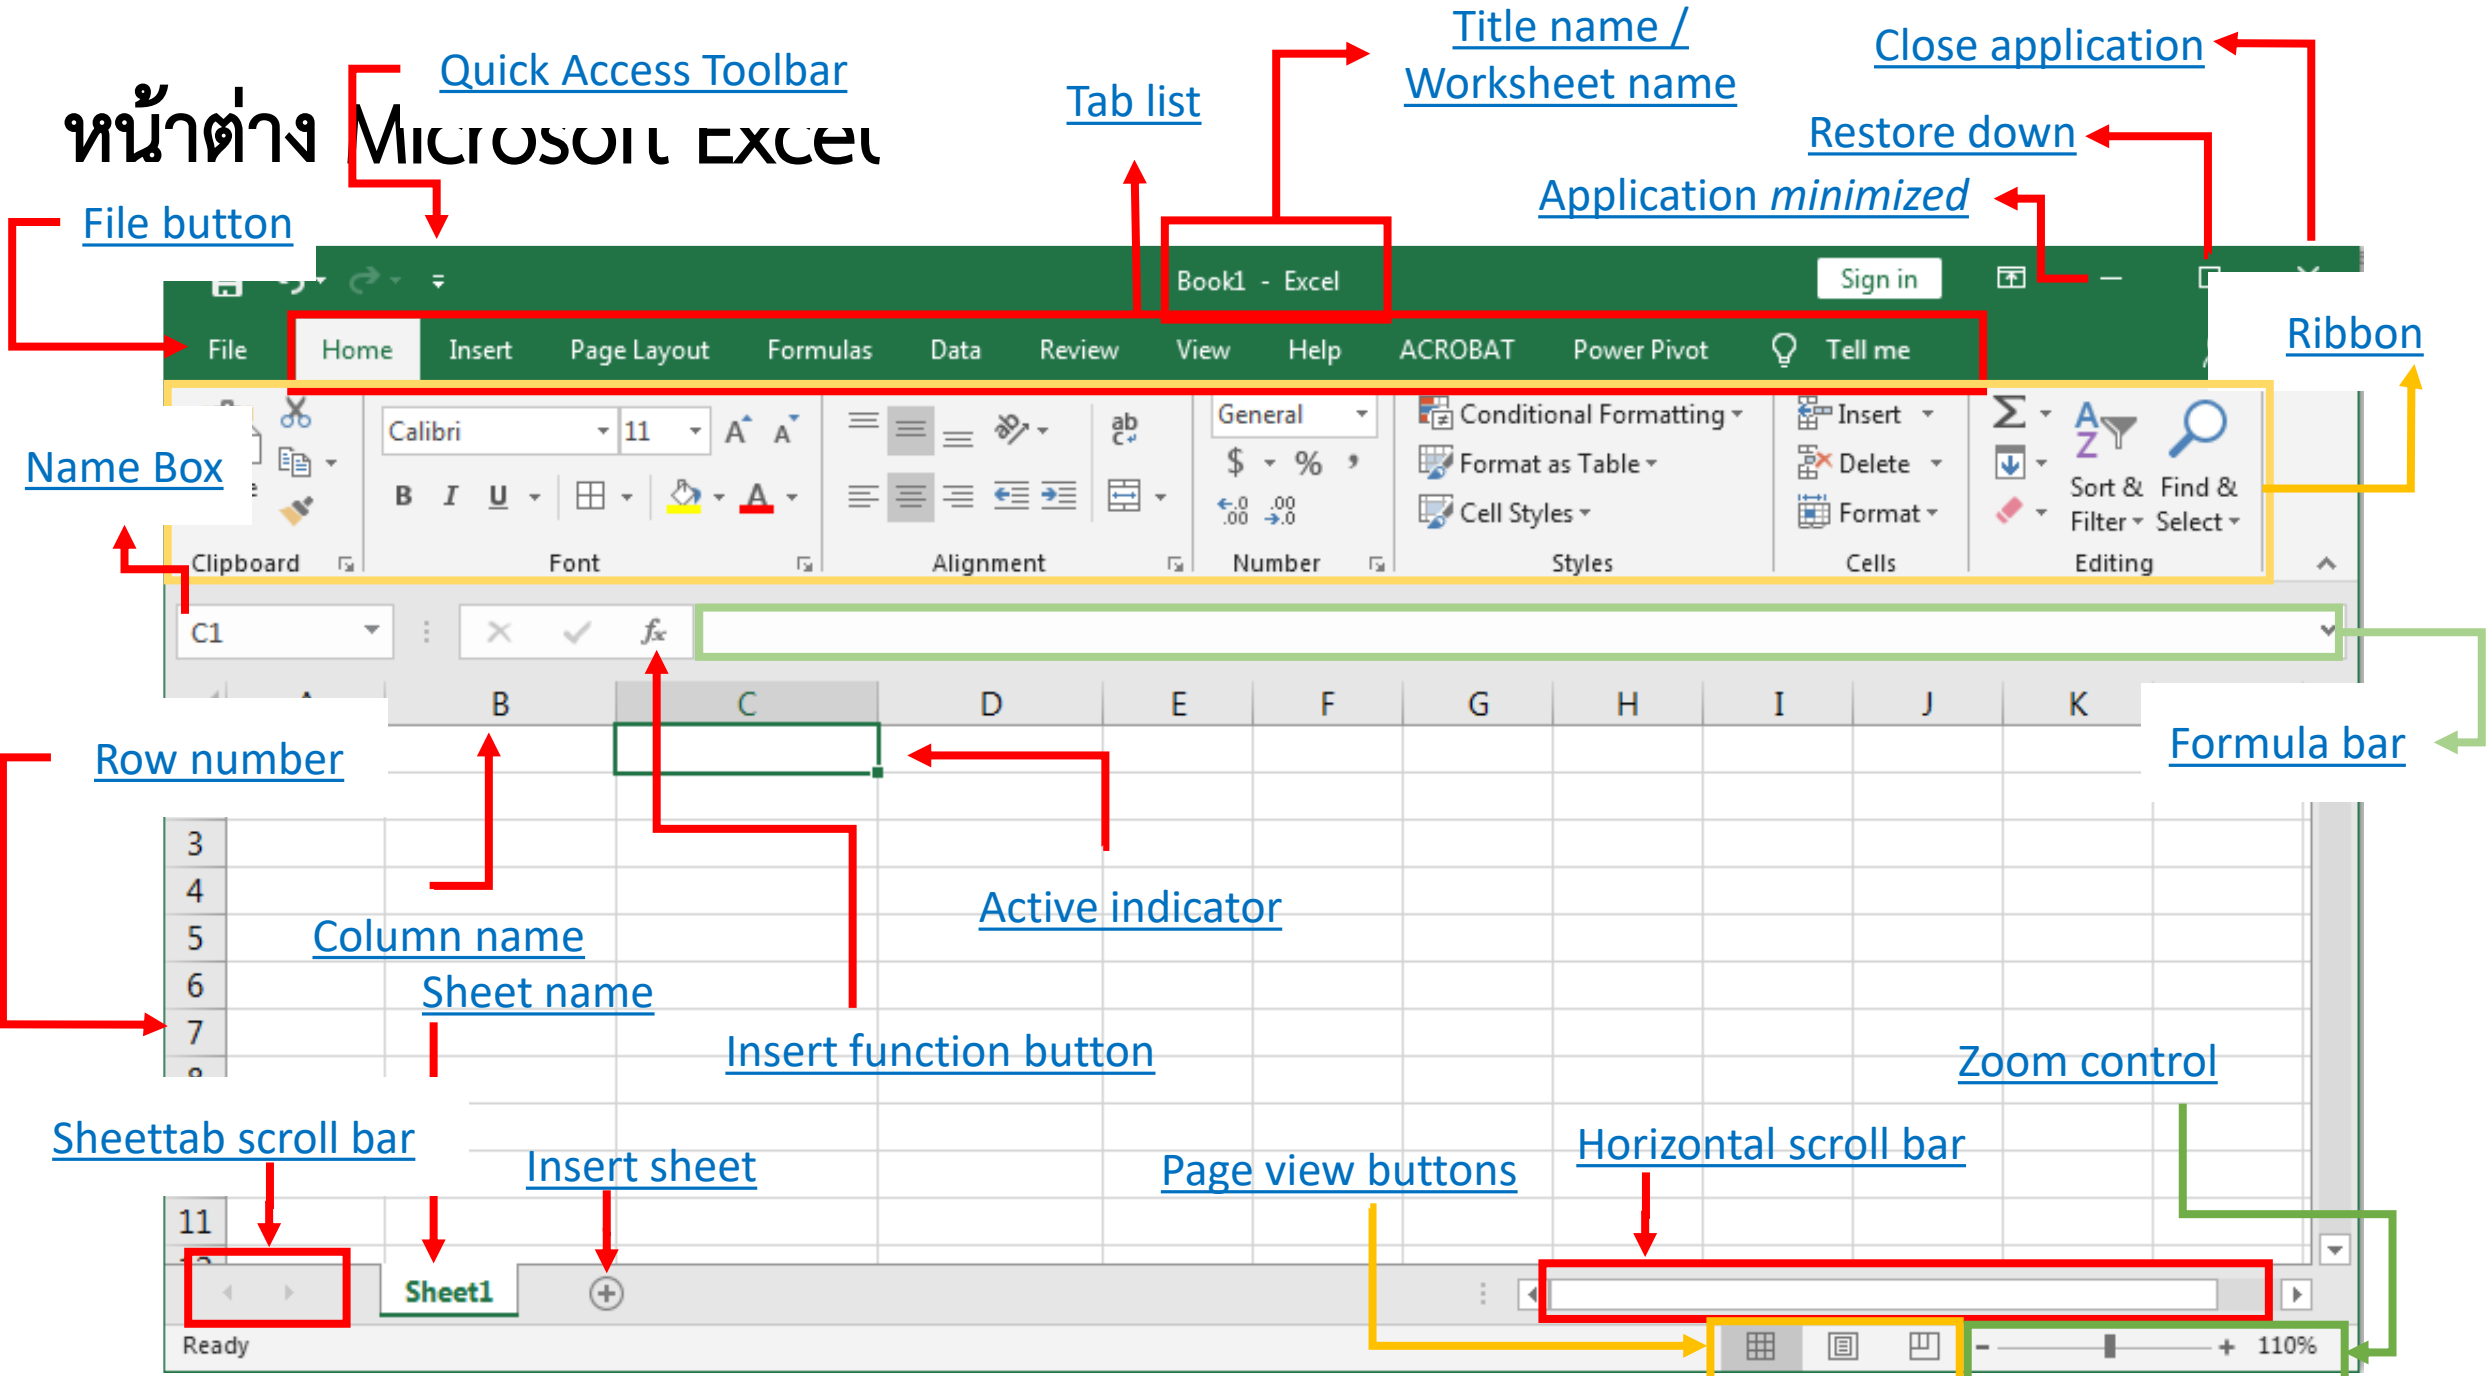 Title name /
Worksheet name
Close application
Quick Access Toolbar
Tab list
หน้าต่าง Microsoft Excel
Restore down
Application minimized
File button
Book1 - Excel
Sign in
Ribbon
File Home Insert Page Layout Formulas Data Review View Help ACROBAT Power Pivot Tell me
Calibri 11 A A ab General Conditional Formatting Insert
Name Box
$ % , Format as Table Delete
B I U A Cell Styles Format
Sort & Find &
Filter Select
Clipboard Font Alignment Number Styles Cells Editing
C1 fx
B C D E F G H I J K
Row number
Formula bar
3
4
Active indicator
5
Column name
6
Sheet name
7
Insert function button
Zoom control
Sheettab scroll bar
Insert sheet
Page view buttons
Horizontal scroll bar
11
Sheet1
Ready
110%